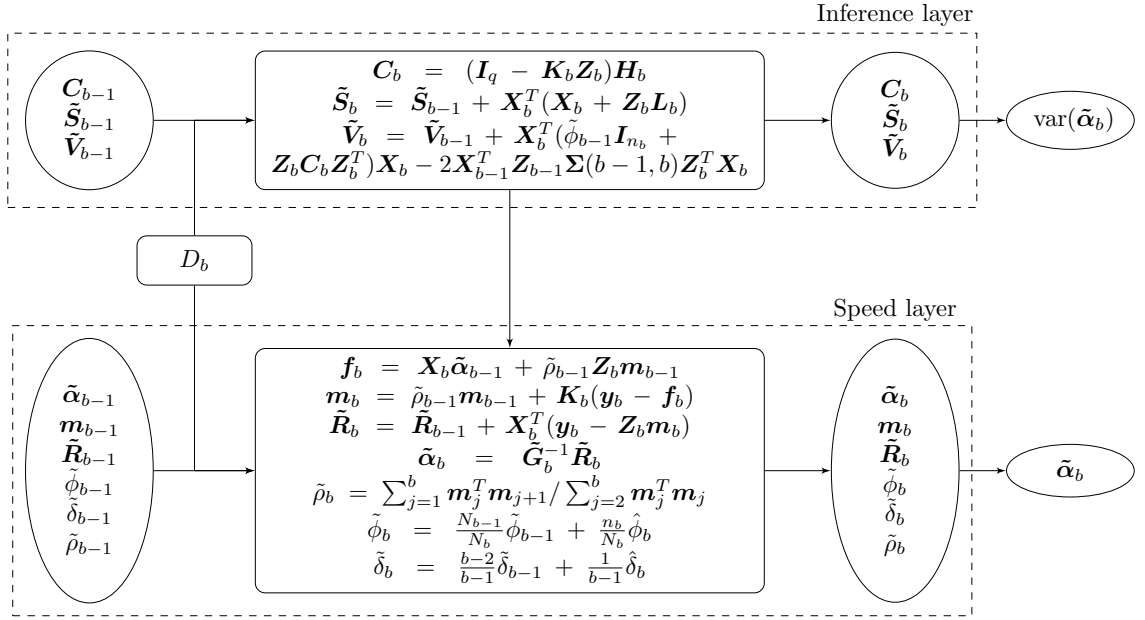 Inference layer
C_{b−1}
S̃_{b−1}
Ṽ_{b−1}
C_b = (I_q − K_b Z_b)H_b
S̃_b = S̃_{b−1} + X_b^T(X_b + Z_b L_b)
Ṽ_b = Ṽ_{b−1} + X_b^T(φ̃_{b−1}I_{n_b} +
Z_b C_b Z_b^T)X_b − 2X_{b−1}^T Z_{b−1}Σ(b − 1, b)Z_b^T X_b
C_b
S̃_b
Ṽ_b
var(α̃_b)
D_b
Speed layer
α̃_{b−1}
m_{b−1}
R̃_{b−1}
φ̃_{b−1}
δ̃_{b−1}
ρ̃_{b−1}
f_b = X_b α̃_{b−1} + ρ̃_{b−1}Z_b m_{b−1}
m_b = ρ̃_{b−1}m_{b−1} + K_b(y_b − f_b)
R̃_b = R̃_{b−1} + X_b^T(y_b − Z_b m_b)
α̃_b = G̃_b^{−1}R̃_b
ρ̃_b = ∑_{j=1}^{b} m_j^T m_{j+1}/ ∑_{j=2}^{b} m_j^T m_j
φ̃_b = \frac{N_{b−1}}{N_b}φ̃_{b−1} + \frac{n_b}{N_b}φ̂_b
δ̃_b = \frac{b−2}{b−1}δ̃_{b−1} + \frac{1}{b−1}δ̂_b
α̃_b
m_b
R̃_b
φ̃_b
δ̃_b
ρ̃_b
α̃_b